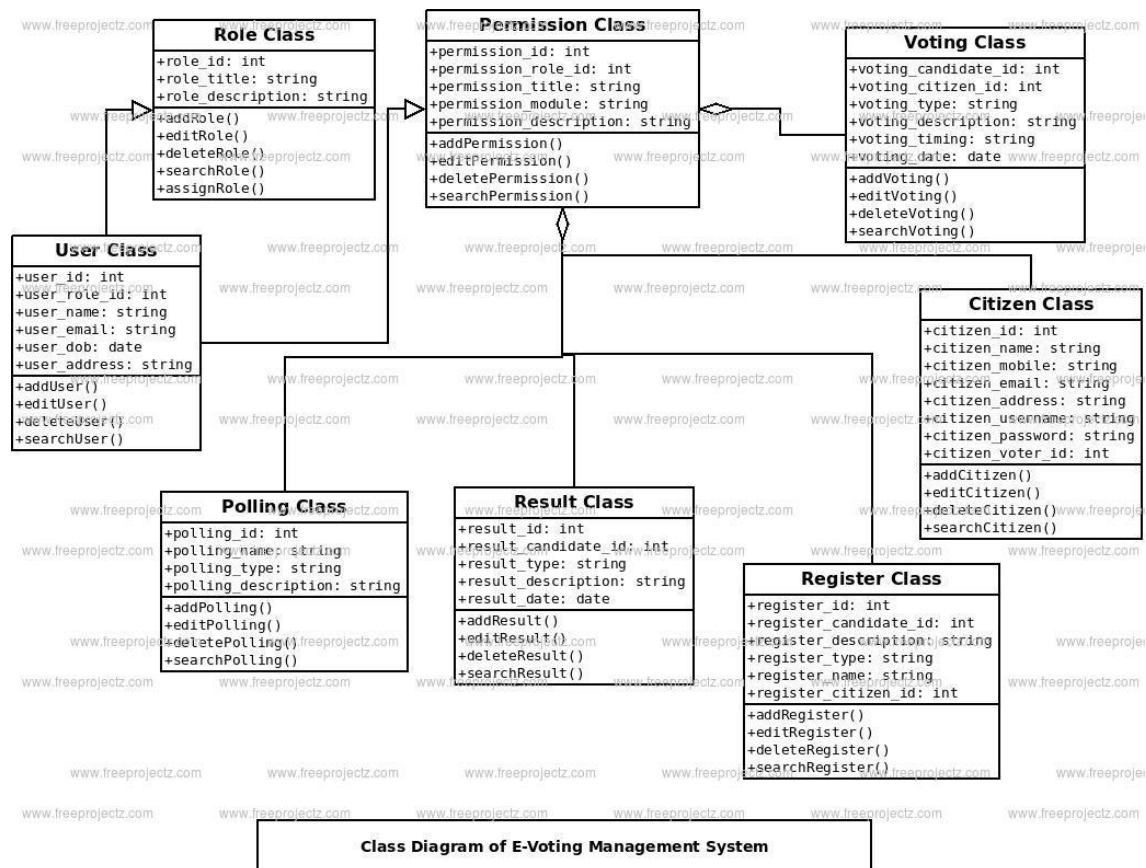 Role Class
+role_id: int
+role_title: string
+role_description: string
+addRole()
+editRole()
+deleteRole()
+searchRole()
+assignRole()
Permission Class
+permission_id: int
+permission_role_id: int
+permission_title: string
+permission_module: string
+permission_description: string
+addPermission()
+editPermission()
+deletePermission()
+searchPermission()
Voting Class
+voting_candidate_id: int
+voting_citizen_id: int
+voting_type: string
+voting_description: string
+voting_timing: string
+voting_date: date
+addVoting()
+editVoting()
+deleteVoting()
+searchVoting()
User Class
+user_id: int
+user_role_id: int
+user_name: string
+user_email: string
+user_dob: date
+user_address: string
+addUser()
+editUser()
+deleteUser()
+searchUser()
Citizen Class
+citizen_id: int
+citizen_name: string
+citizen_mobile: string
+citizen_email: string
+citizen_address: string
+citizen_username: string
+citizen_password: string
+citizen_voter_id: int
+addCitizen()
+editCitizen()
+deleteCitizen()
+searchCitizen()
Polling Class
+polling_id: int
+polling_name: string
+polling_type: string
+polling_description: string
+addPolling()
+editPolling()
+deletePolling()
+searchPolling()
Result Class
+result_id: int
+result_candidate_id: int
+result_type: string
+result_description: string
+result_date: date
+addResult()
+editResult()
+deleteResult()
+searchResult()
Register Class
+register_id: int
+register_candidate_id: int
+register_description: string
+register_type: string
+register_name: string
+register_citizen_id: int
+addRegister()
+editRegister()
+deleteRegister()
+searchRegister()
Class Diagram of E-Voting Management System
www.freeprojectz.com